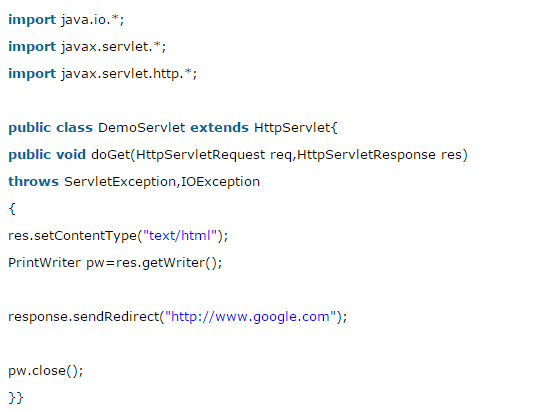 import java.io.*;
import javax.servlet.*;
import javax.servlet.http.*;
public class DemoServlet extends HttpServlet{
public void doGet(HttpServletRequest req,HttpServletResponse res)
throws ServletException,IOException
{
res.setContentType("text/html");
PrintWriter pw=res.getWriter();
response.sendRedirect("http://www.google.com");
pw.close();
}}